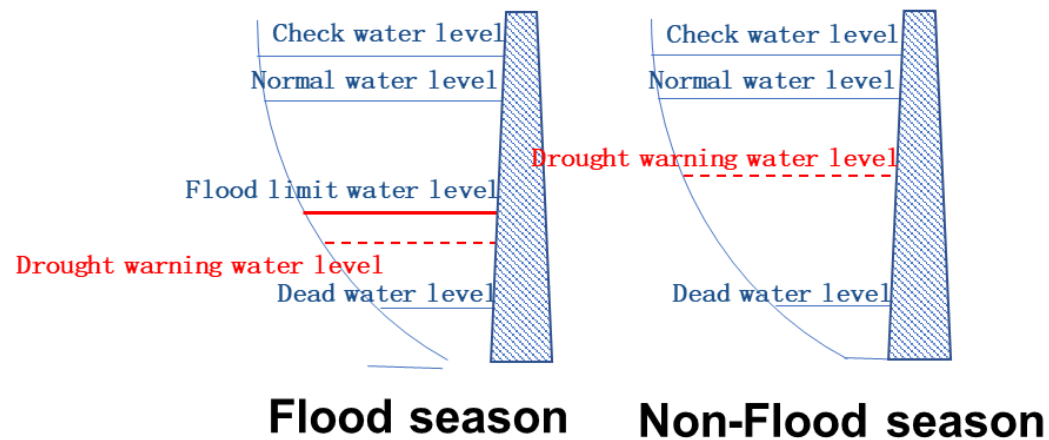 Check water level
Normal water level
Flood limit water level
Drought warning water level
Dead water level
Flood season
Check water level
Normal water level
Drought warning water level
Dead water level
Non-Flood season